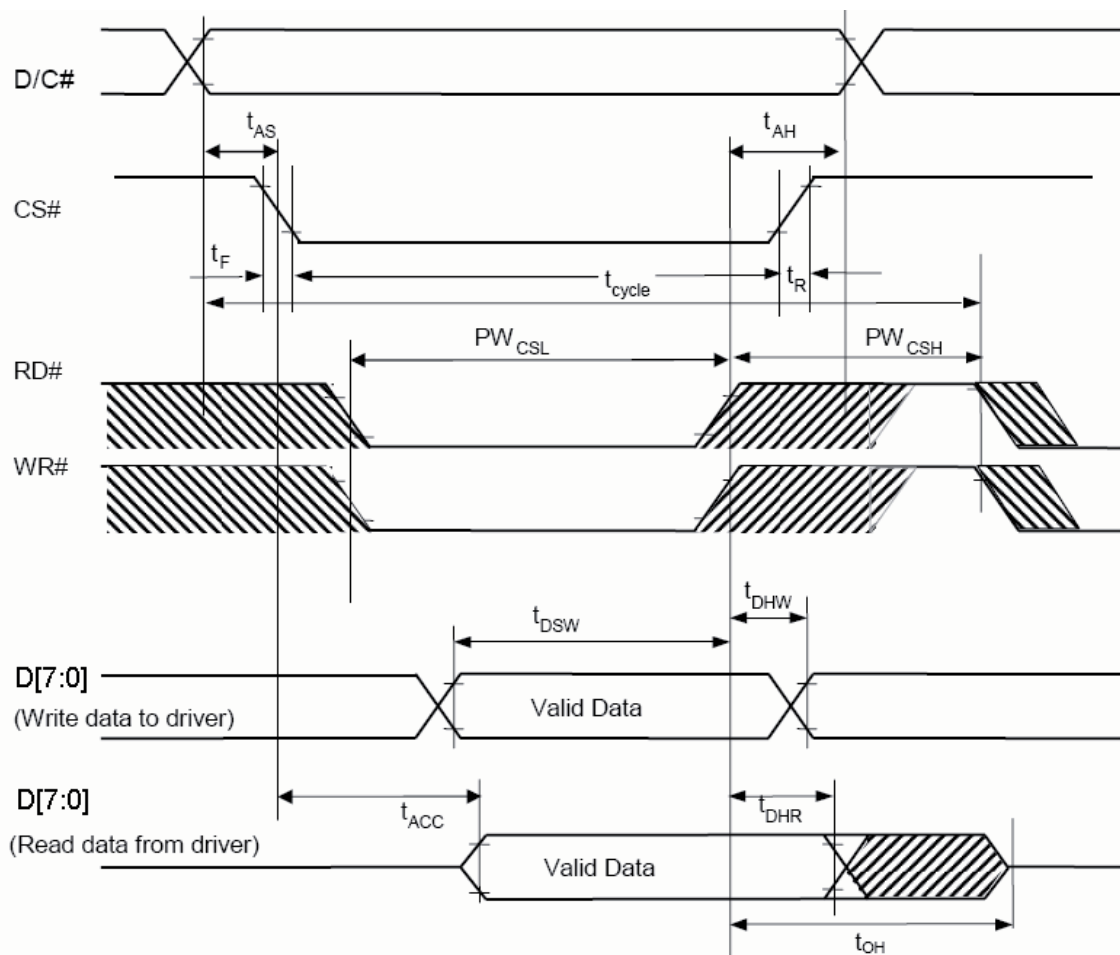 D/C#
tAS
tAH
CS#
tF
tcycle
tR
PWCSL
PWCSH
RD#
WR#
tDHW
tDSW
D[7:0]
(Write data to driver)
Valid Data
D[7:0]
(Read data from driver)
tACC
tDHR
Valid Data
tOH